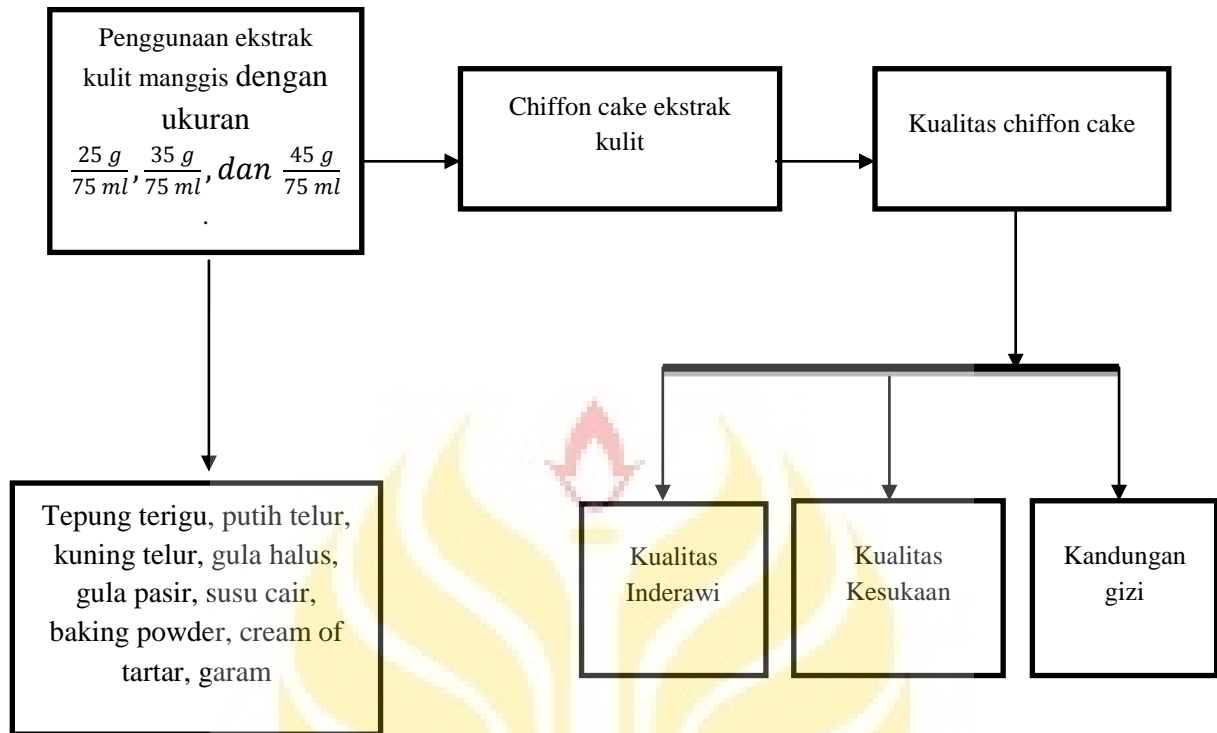 Penggunaan ekstrak
kulit manggis dengan
ukuran
25 g/75 ml, 35 g/75 ml, dan 45 g/75 ml
.
Chiffon cake ekstrak
kulit
Kualitas chiffon cake
Tepung terigu, putih telur,
kuning telur, gula halus,
gula pasir, susu cair,
baking powder, cream of
tartar, garam
Kualitas
Inderawi
Kualitas
Kesukaan
Kandungan
gizi